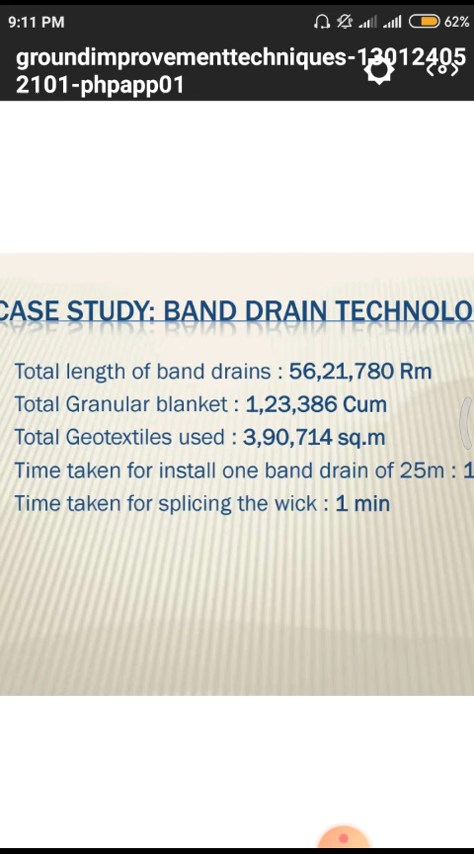 9:11 PM
62%
groundimprovementtechniques-13012405
2101-phpapp01
CASE STUDY: BAND DRAIN TECHNOLO
Total length of band drains : 56,21,780 Rm
Total Granular blanket : 1,23,386 Cum
Total Geotextiles used : 3,90,714 sq.m
Time taken for install one band drain of 25m : 1
Time taken for splicing the wick : 1 min